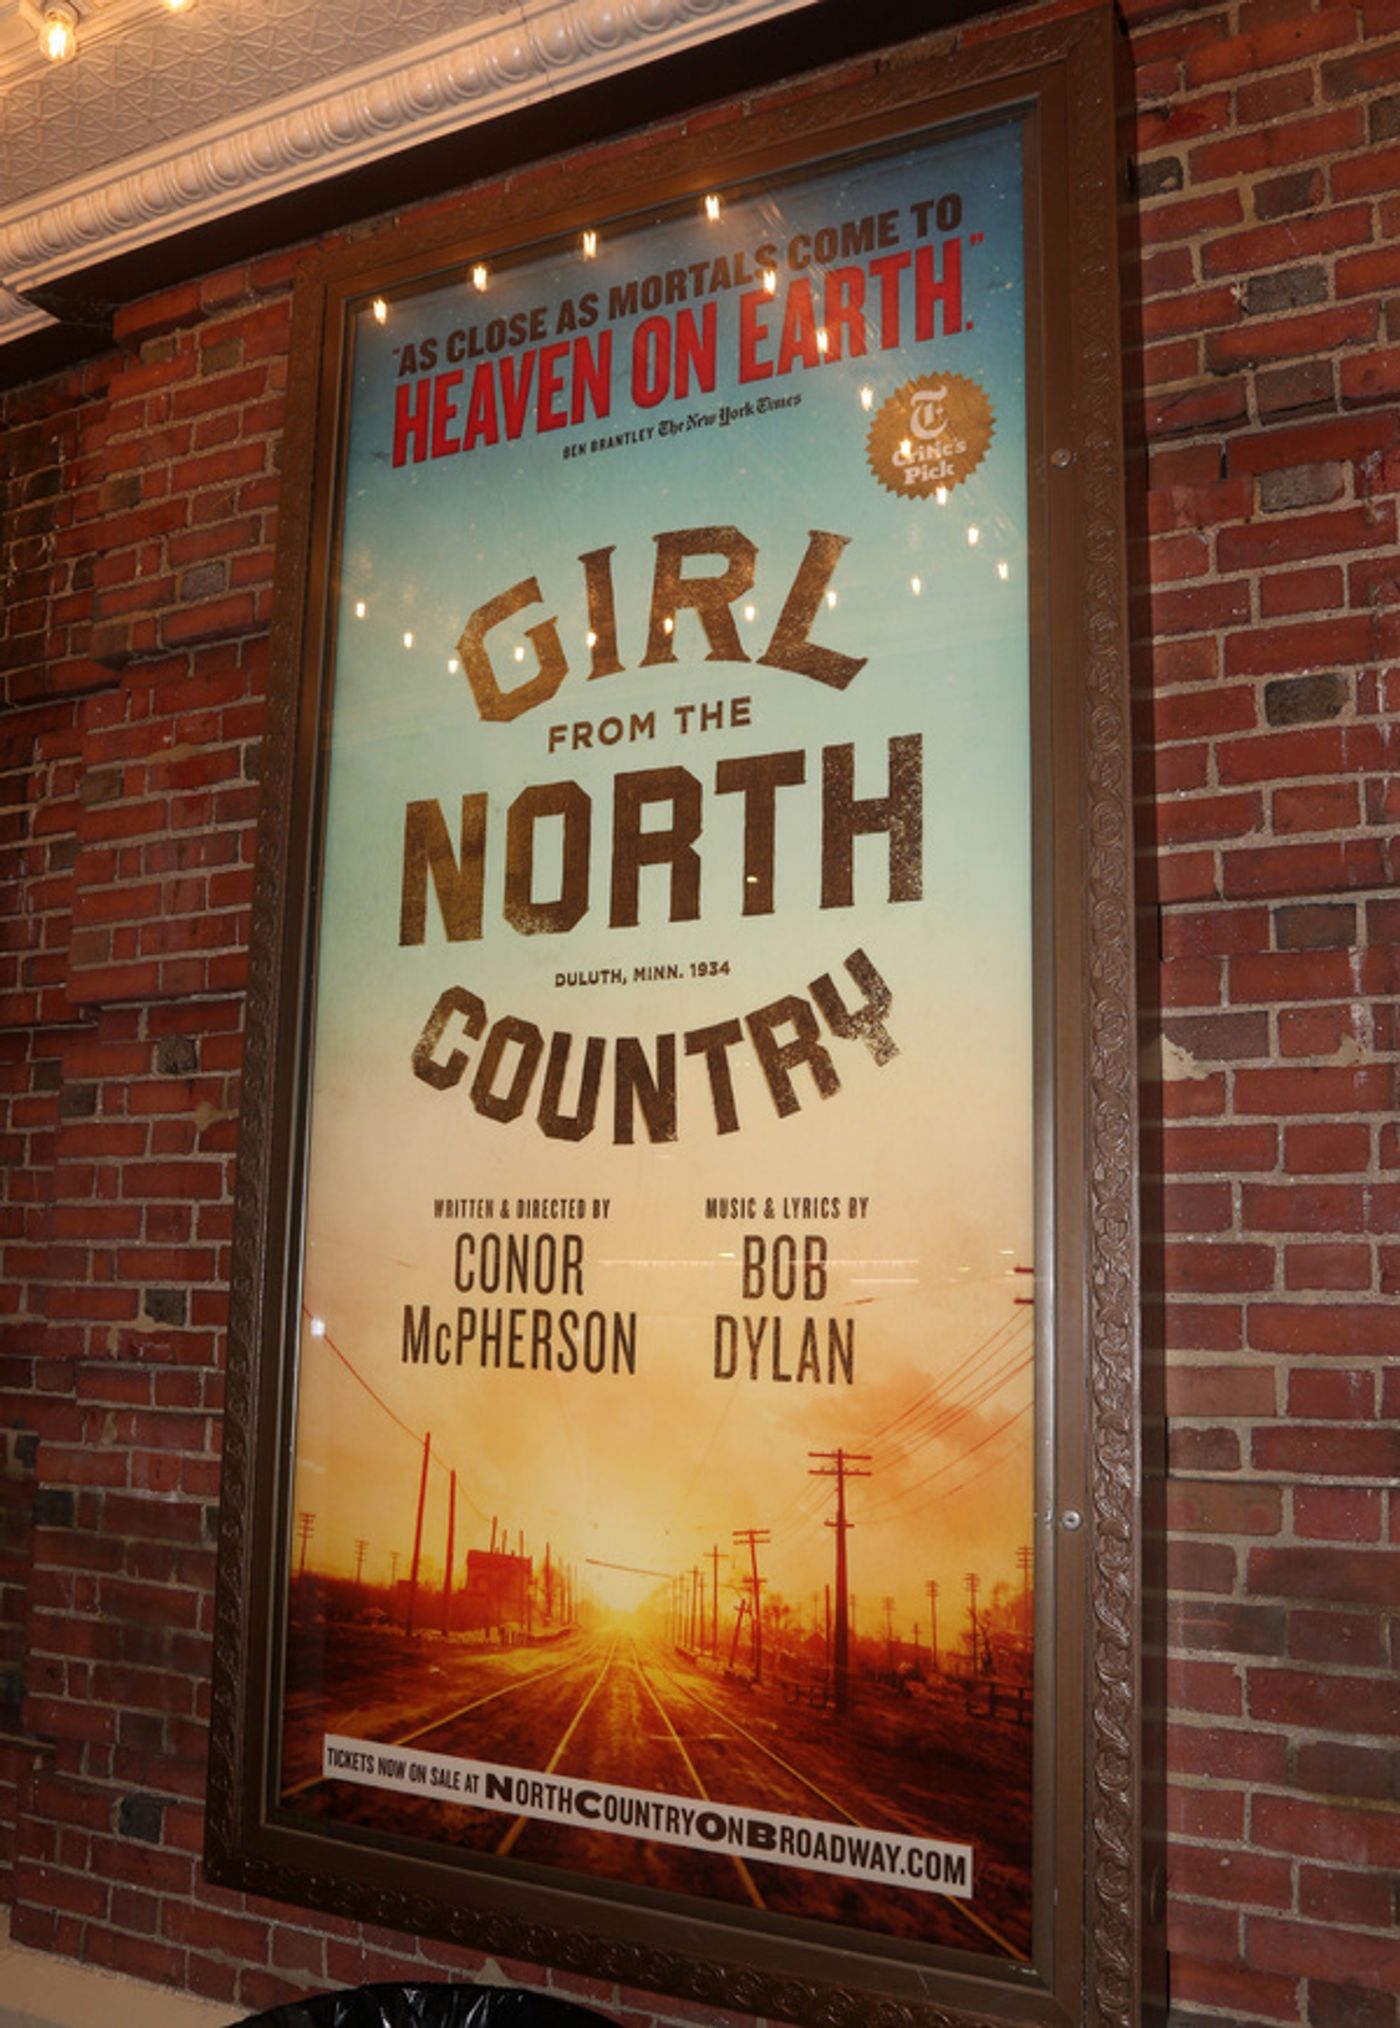 "AS CLOSE AS MORTALS COME TO
HEAVEN ON EARTH."
BEN BRANTLEY The New York Times
T
Critic's
Pick
GIRL
FROM THE
NORTH
DULUTH, MINN. 1934
COUNTRY
WRITTEN & DIRECTED BY
CONOR
McPHERSON
MUSIC & LYRICS BY
BOB
DYLAN
TICKETS NOW ON SALE AT NORTHCOUNTRYONBROADWAY.COM